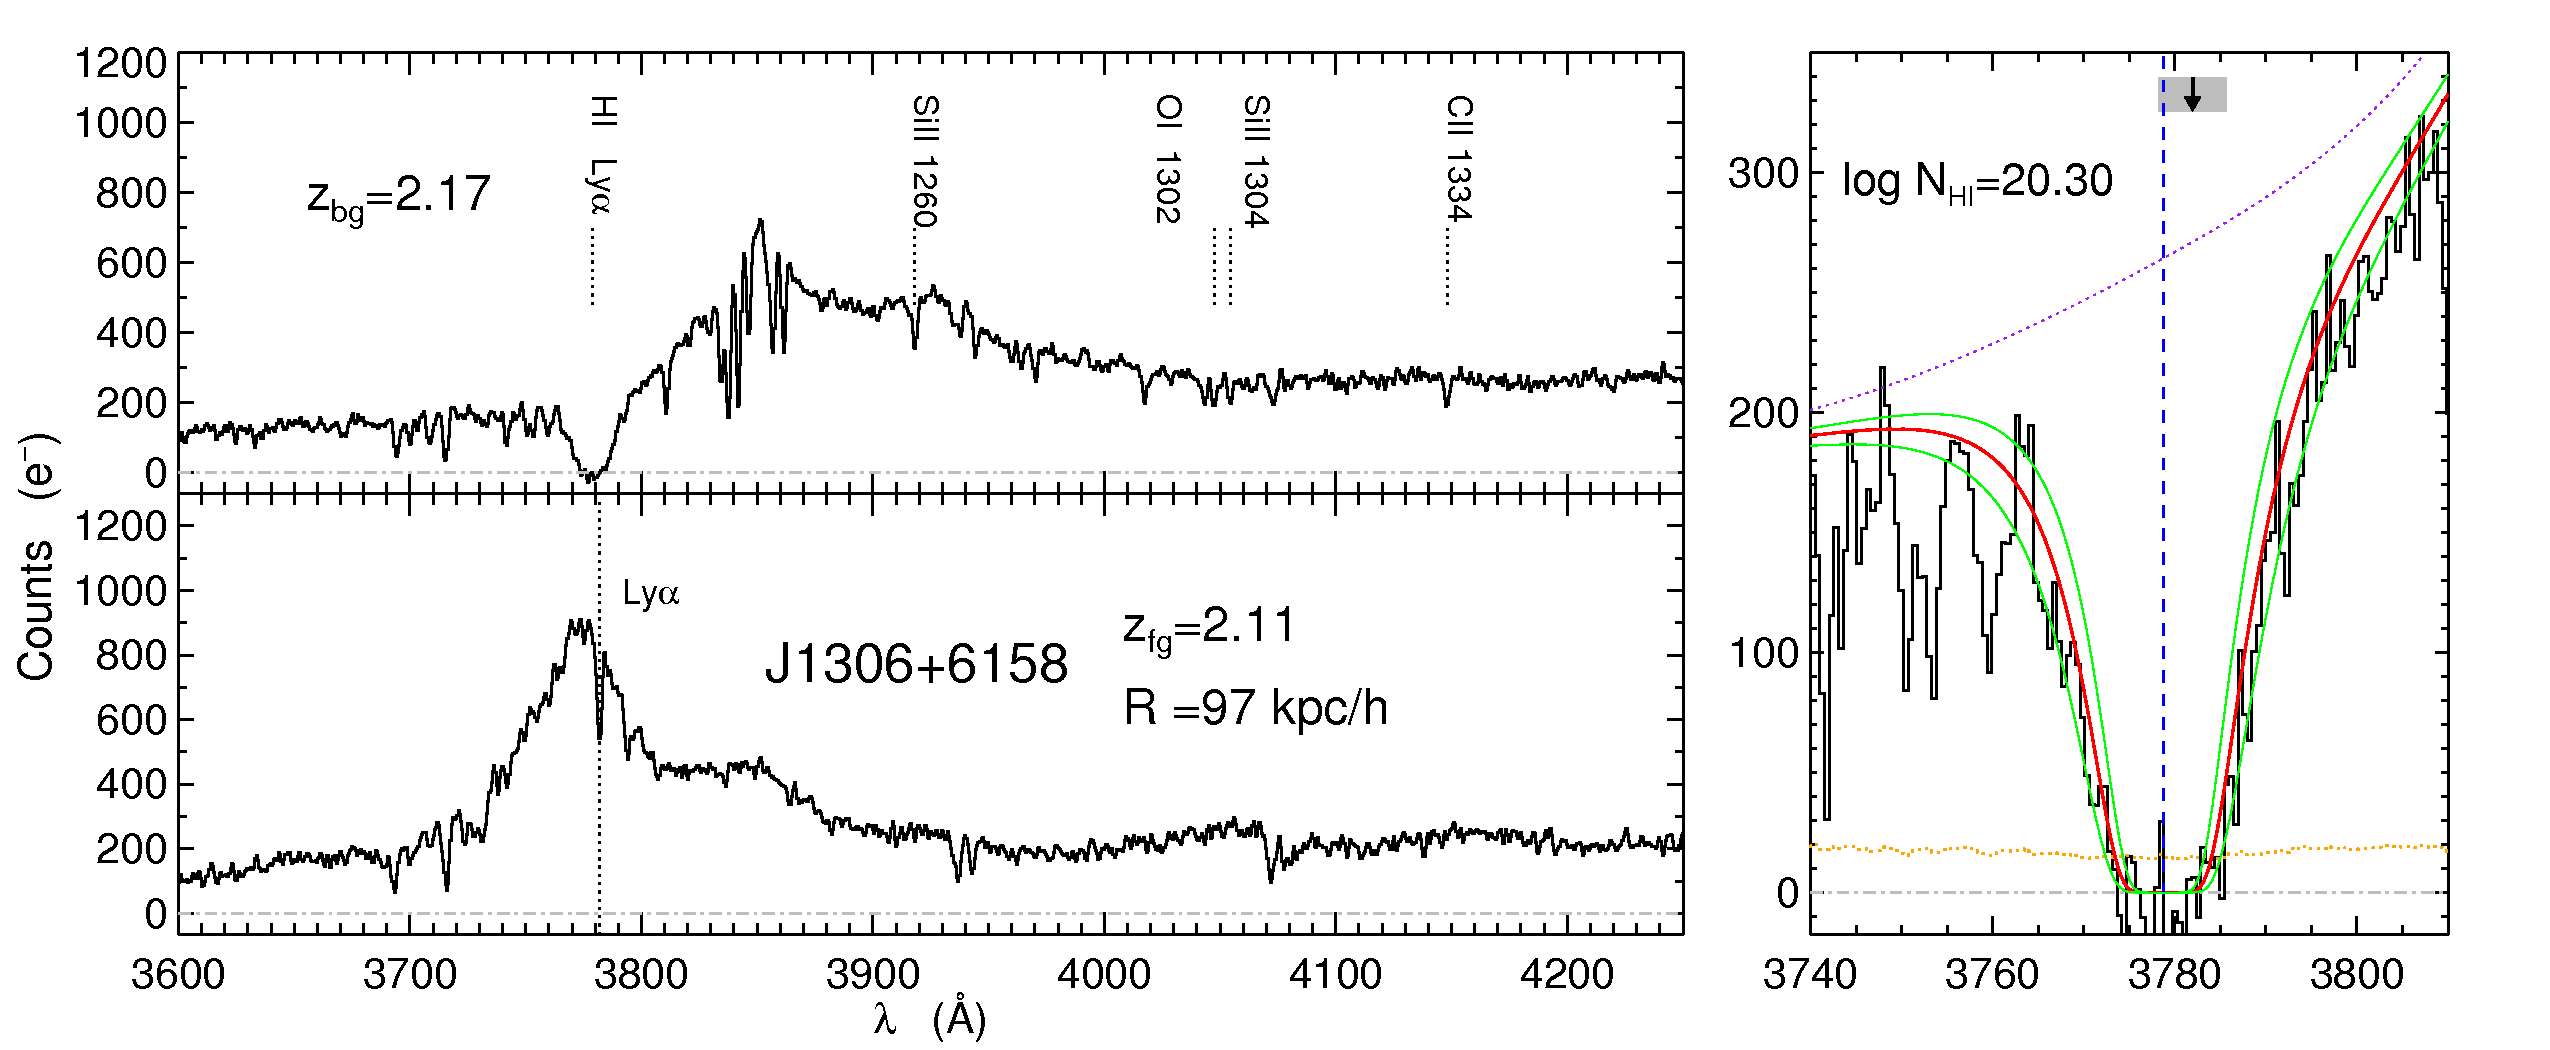 1200
1000
800
600
400
200
0
HI Lyα
SiII 1260
OI 1302
SiII 1304
CII 1334
z_bg=2.17
1200
1000
800
600
400
200
0
Lyα
J1306+6158
z_fg=2.11
R =97 kpc/h
Counts (e⁻)
3600 3700 3800 3900 4000 4100 4200
λ (Å)
log N_HI=20.30
300
200
100
0
3740 3760 3780 3800